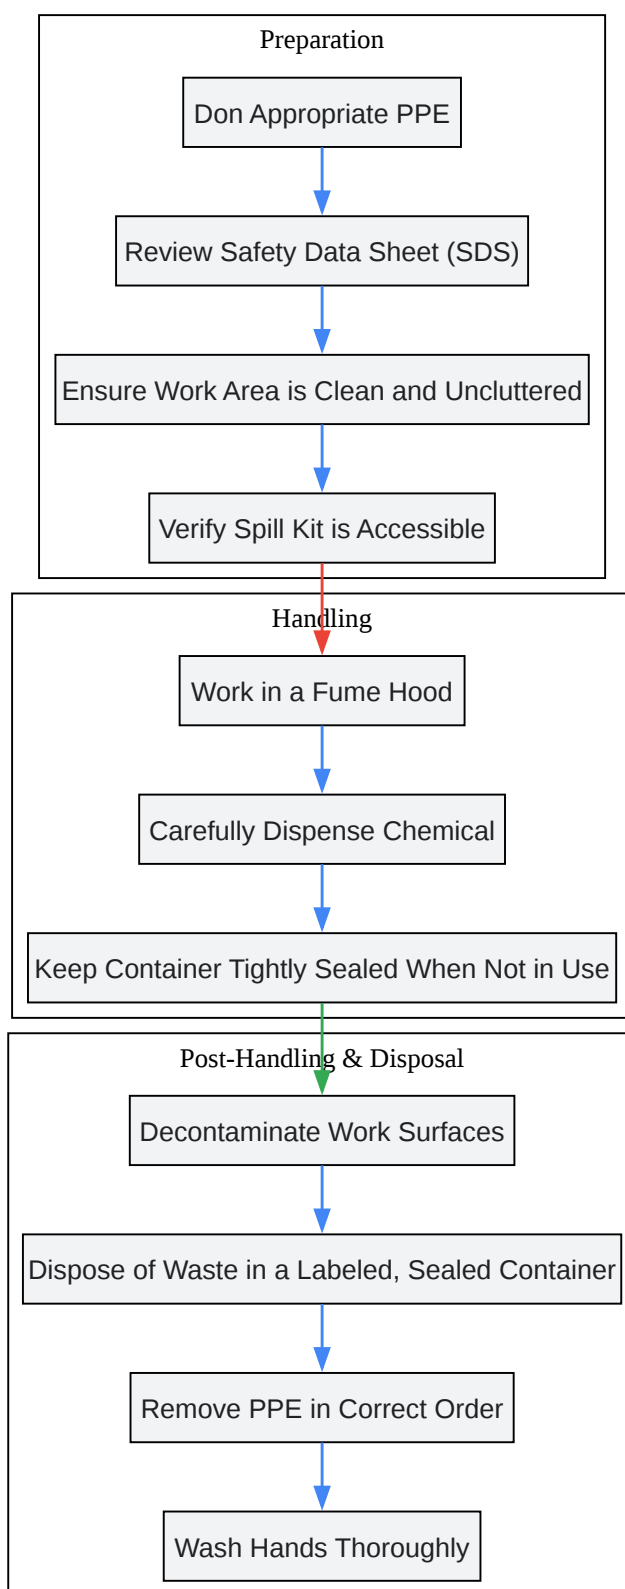 Preparation
Don Appropriate PPE
Review Safety Data Sheet (SDS)
Ensure Work Area is Clean and Uncluttered
Verify Spill Kit is Accessible
Handling
Work in a Fume Hood
Carefully Dispense Chemical
Keep Container Tightly Sealed When Not in Use
Post-Handling & Disposal
Decontaminate Work Surfaces
Dispose of Waste in a Labeled, Sealed Container
Remove PPE in Correct Order
Wash Hands Thoroughly